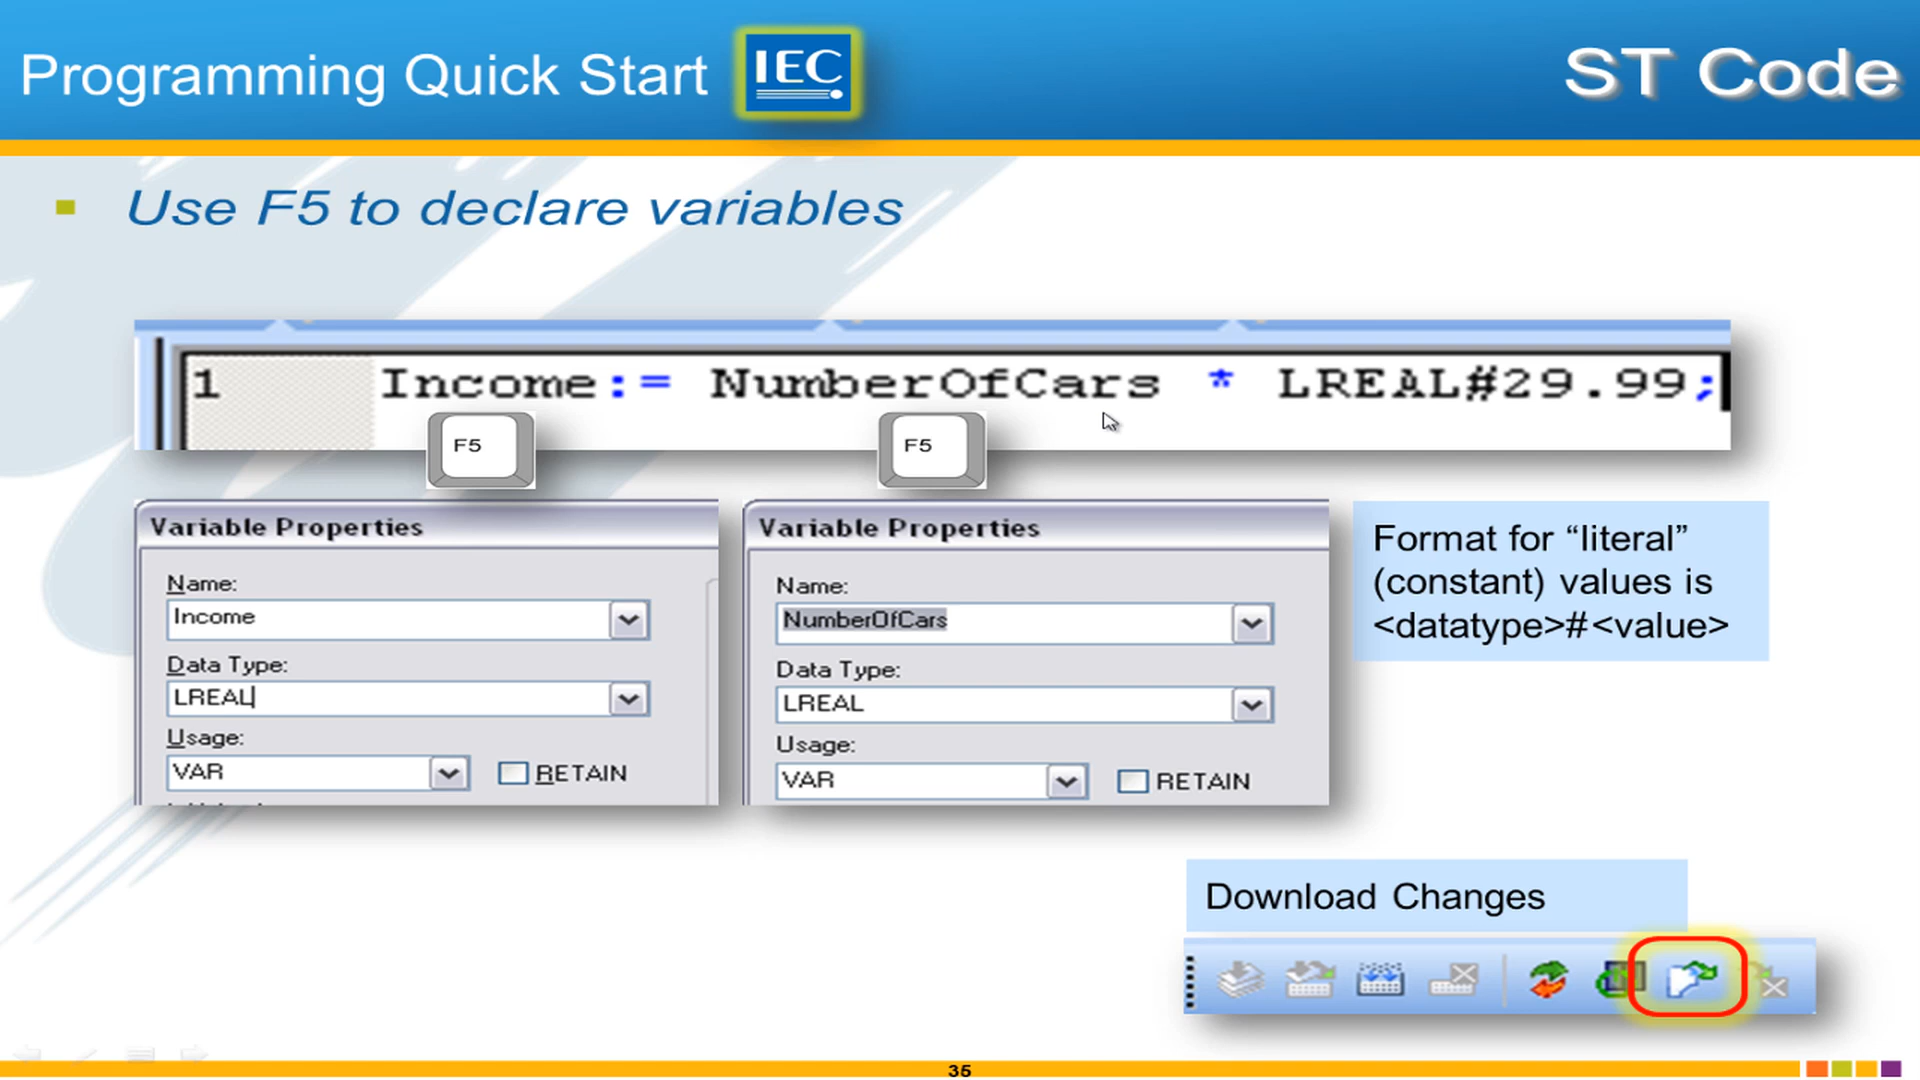 Programming Quick Start
IEC
ST Code
Use F5 to declare variables
1 Income:= NumberOfCars * LREAL#29.99;
F5
F5
Variable Properties
Name:
Income
Data Type:
LREAL
Usage:
VAR
RETAIN
Variable Properties
Name:
NumberOfCars
Data Type:
LREAL
Usage:
VAR
RETAIN
Format for “literal”
(constant) values is
<datatype>#<value>
Download Changes
35